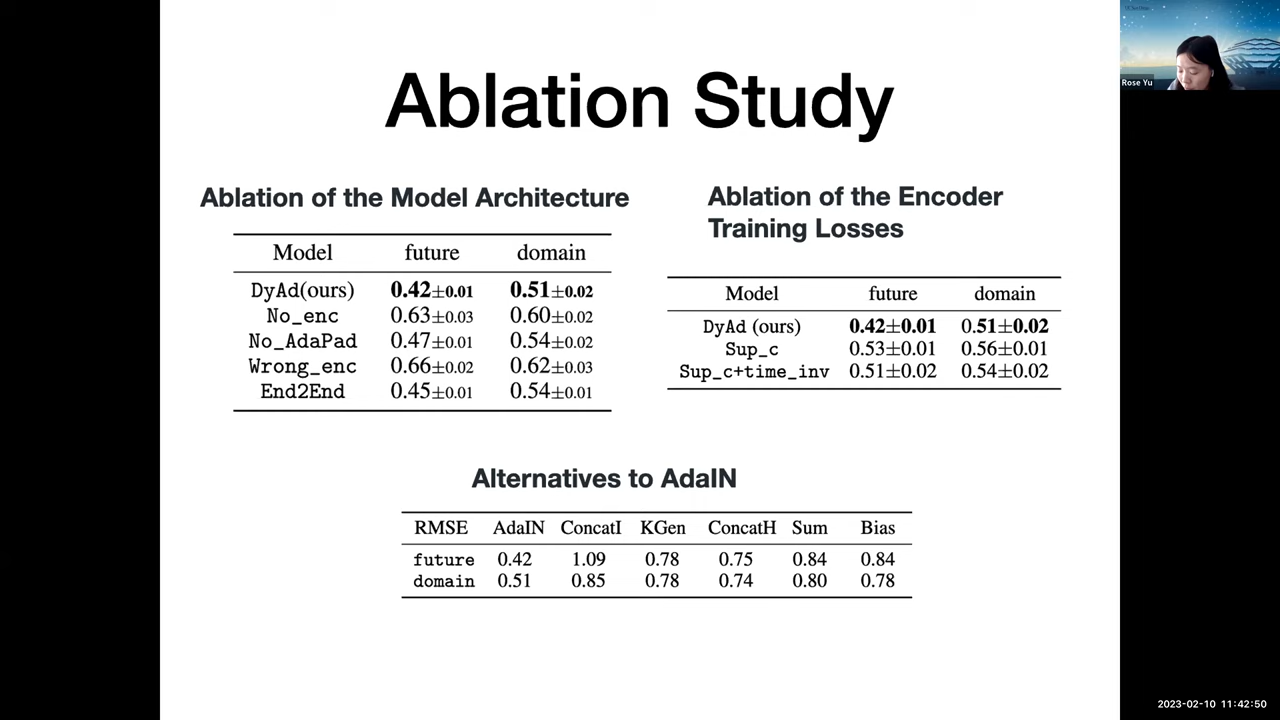 Ablation Study
Rose Yu
Ablation of the Model Architecture
Model future domain
DyAd(ours) 0.42±0.01 0.51±0.02
No_enc 0.63±0.03 0.60±0.02
No_AdaPad 0.47±0.01 0.54±0.02
Wrong_enc 0.66±0.02 0.62±0.03
End2End 0.45±0.01 0.54±0.01
Ablation of the Encoder
Training Losses
Model future domain
DyAd (ours) 0.42±0.01 0.51±0.02
Sup_c 0.53±0.01 0.56±0.01
Sup_c+time_inv 0.51±0.02 0.54±0.02
Alternatives to AdaIN
RMSE AdaIN ConcatI KGen ConcatH Sum Bias
future 0.42 1.09 0.78 0.75 0.84 0.84
domain 0.51 0.85 0.78 0.74 0.80 0.78
2023-02-10 11:42:50